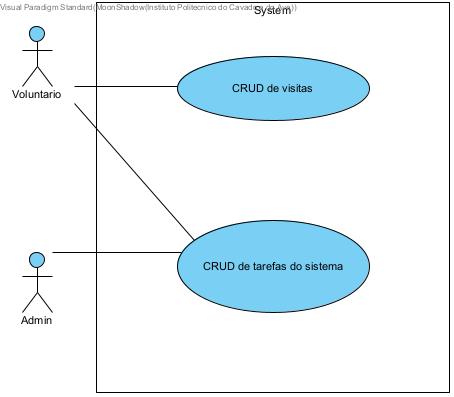 Visual Paradigm Standard(MoonShadow(Instituto Politecnico do Cavado e do Ave))
System
Voluntario
CRUD de visitas
CRUD de tarefas do sistema
Admin